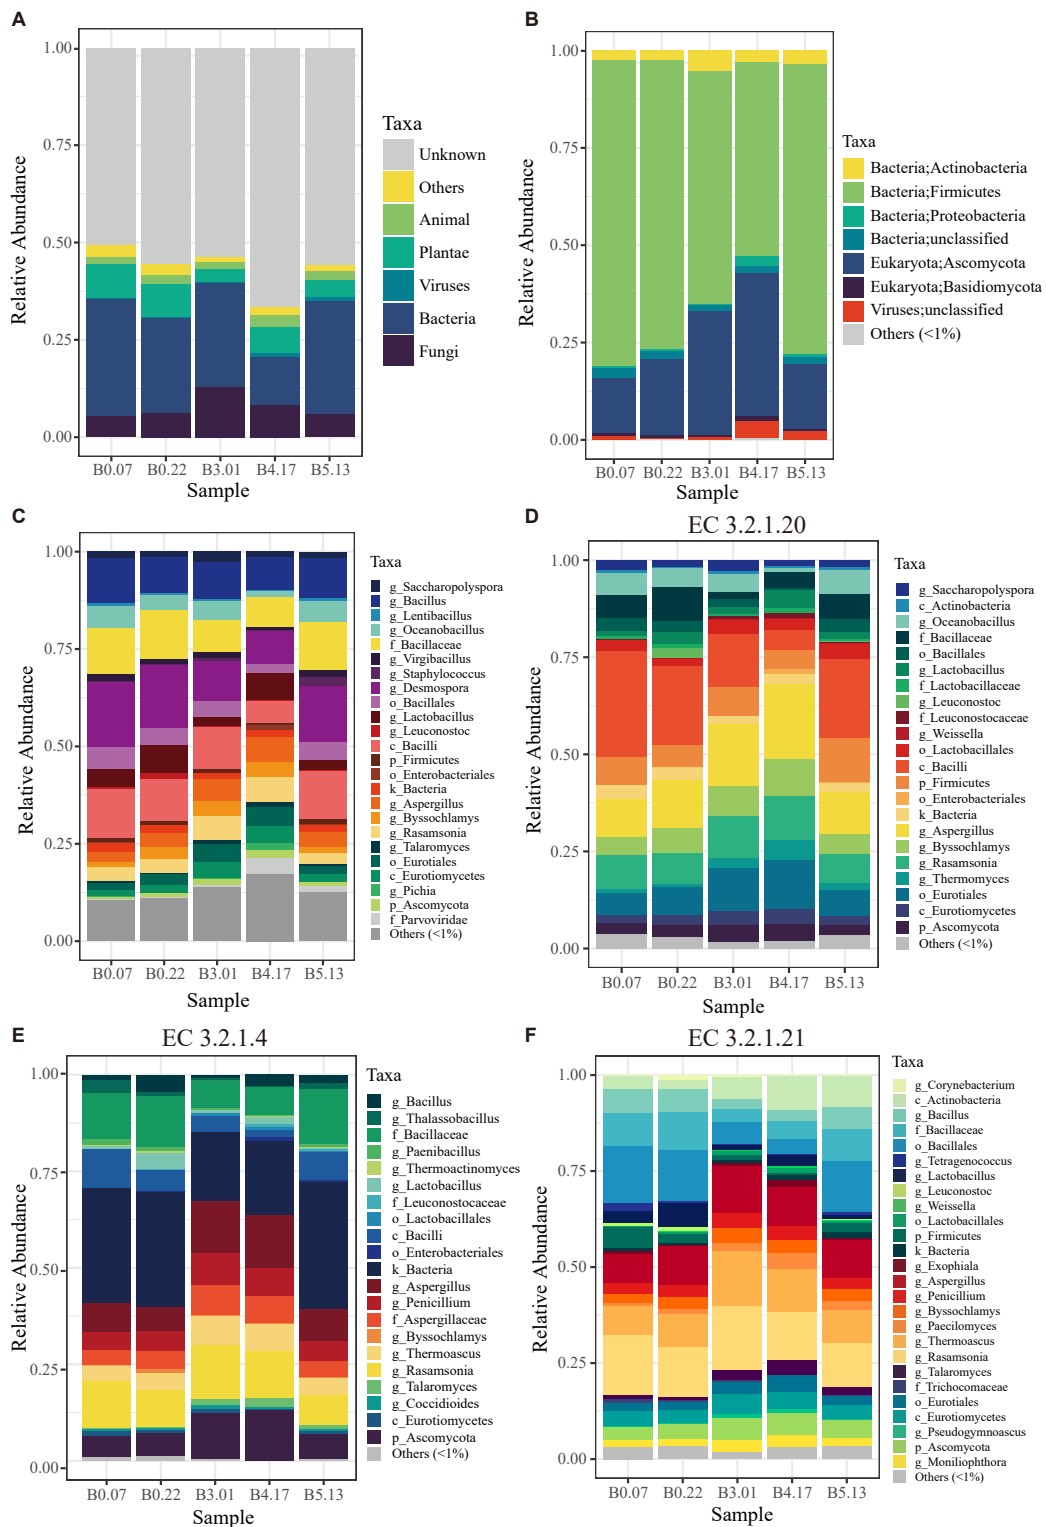 A
1.00
0.75
0.50
0.25
0.00
Relative Abundance
B0.07 B0.22 B3.01 B4.17 B5.13
Sample
Taxa
Unknown
Others
Animal
Plantae
Viruses
Bacteria
Fungi
B
1.00
0.75
0.50
0.25
0.00
Relative Abundance
B0.07 B0.22 B3.01 B4.17 B5.13
Sample
Taxa
Bacteria;Actinobacteria
Bacteria;Firmicutes
Bacteria;Proteobacteria
Bacteria;unclassified
Eukaryota;Ascomycota
Eukaryota;Basidiomycota
Viruses;unclassified
Others (<1%)
C
1.00
0.75
0.50
0.25
0.00
Relative Abundance
B0.07 B0.22 B3.01 B4.17 B5.13
Sample
Taxa
g_Saccharopolyspora
g_Bacillus
g_Lentibacillus
g_Oceanobacillus
f_Bacillaceae
g_Virgibacillus
g_Staphylococcus
g_Desmospora
o_Bacillales
g_Lactobacillus
g_Leuconostoc
c_Bacilli
p_Firmicutes
o_Enterobacteriales
k_Bacteria
g_Aspergillus
g_Byssochlamys
g_Rasamsonia
g_Talaromyces
o_Eurotiales
c_Eurotiomycetes
g_Pichia
p_Ascomycota
f_Parvoviridae
Others (<1%)
D
EC 3.2.1.20
1.00
0.75
0.50
0.25
0.00
Relative Abundance
B0.07 B0.22 B3.01 B4.17 B5.13
Sample
Taxa
g_Saccharopolyspora
c_Actinobacteria
g_Oceanobacillus
f_Bacillaceae
o_Bacillales
g_Lactobacillus
f_Lactobacillaceae
g_Leuconostoc
f_Leuconostocaceae
g_Weissella
o_Lactobacillales
c_Bacilli
p_Firmicutes
o_Enterobacteriales
k_Bacteria
g_Aspergillus
g_Byssochlamys
g_Rasamsonia
g_Thermomyces
o_Eurotiales
c_Eurotiomycetes
p_Ascomycota
Others (<1%)
E
EC 3.2.1.4
1.00
0.75
0.50
0.25
0.00
Relative Abundance
B0.07 B0.22 B3.01 B4.17 B5.13
Sample
Taxa
g_Bacillus
g_Thalassobacillus
f_Bacillaceae
g_Paenibacillus
g_Thermoactinomyces
g_Lactobacillus
f_Leuconostocaceae
o_Lactobacillales
c_Bacilli
o_Enterobacteriales
k_Bacteria
g_Aspergillus
g_Penicillium
f_Aspergillaceae
g_Byssochlamys
g_Thermoascus
g_Rasamsonia
g_Talaromyces
g_Coccidioides
c_Eurotiomycetes
p_Ascomycota
Others (<1%)
F
EC 3.2.1.21
1.00
0.75
0.50
0.25
0.00
Relative Abundance
B0.07 B0.22 B3.01 B4.17 B5.13
Sample
Taxa
g_Corynebacterium
c_Actinobacteria
g_Bacillus
f_Bacillaceae
o_Bacillales
g_Tetragenococcus
g_Lactobacillus
g_Leuconostoc
g_Weissella
o_Lactobacillales
p_Firmicutes
k_Bacteria
g_Exophiala
g_Aspergillus
g_Penicillium
g_Byssochlamys
g_Paecilomyces
g_Thermoascus
g_Rasamsonia
g_Talaromyces
f_Trichocomaceae
o_Eurotiales
c_Eurotiomycetes
g_Pseudogymnoascus
p_Ascomycota
g_Moniliophthora
Others (<1%)